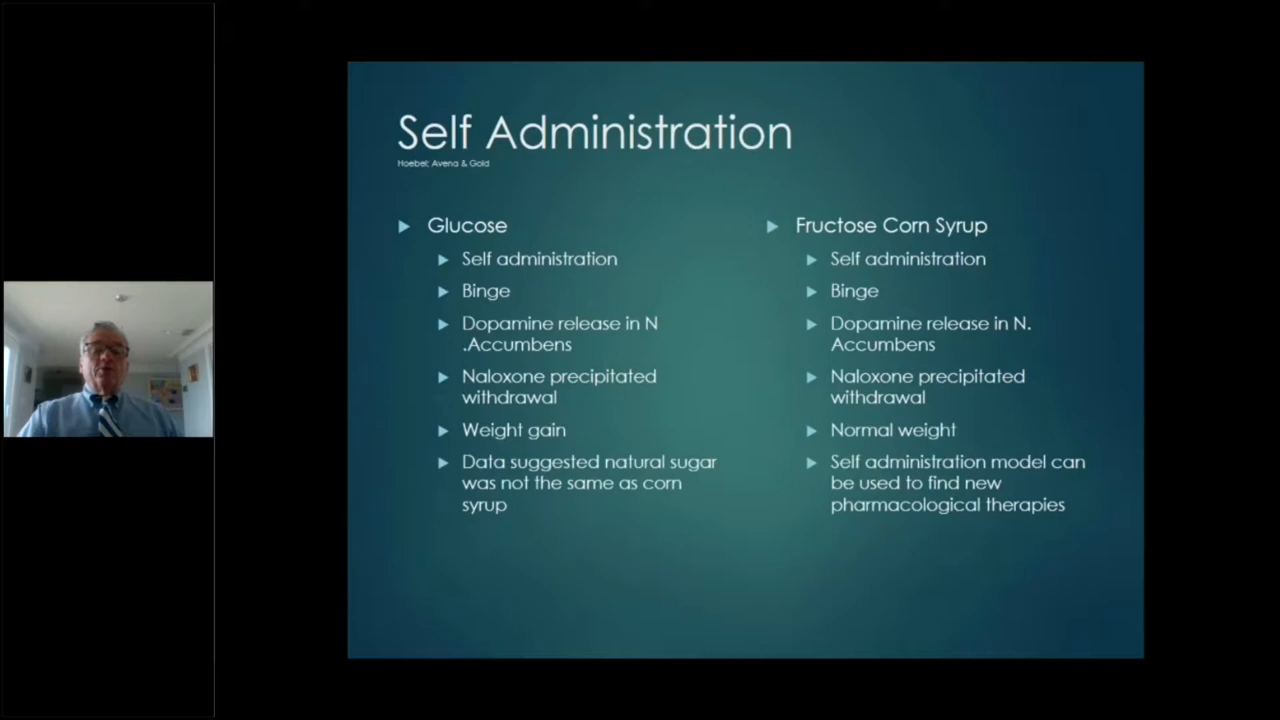 Self Administration
Hoebel; Avena & Gold
Glucose
Self administration
Binge
Dopamine release in N
.Accumbens
Naloxone precipitated
withdrawal
Weight gain
Data suggested natural sugar
was not the same as corn
syrup
Fructose Corn Syrup
Self administration
Binge
Dopamine release in N.
Accumbens
Naloxone precipitated
withdrawal
Normal weight
Self administration model can
be used to find new
pharmacological therapies